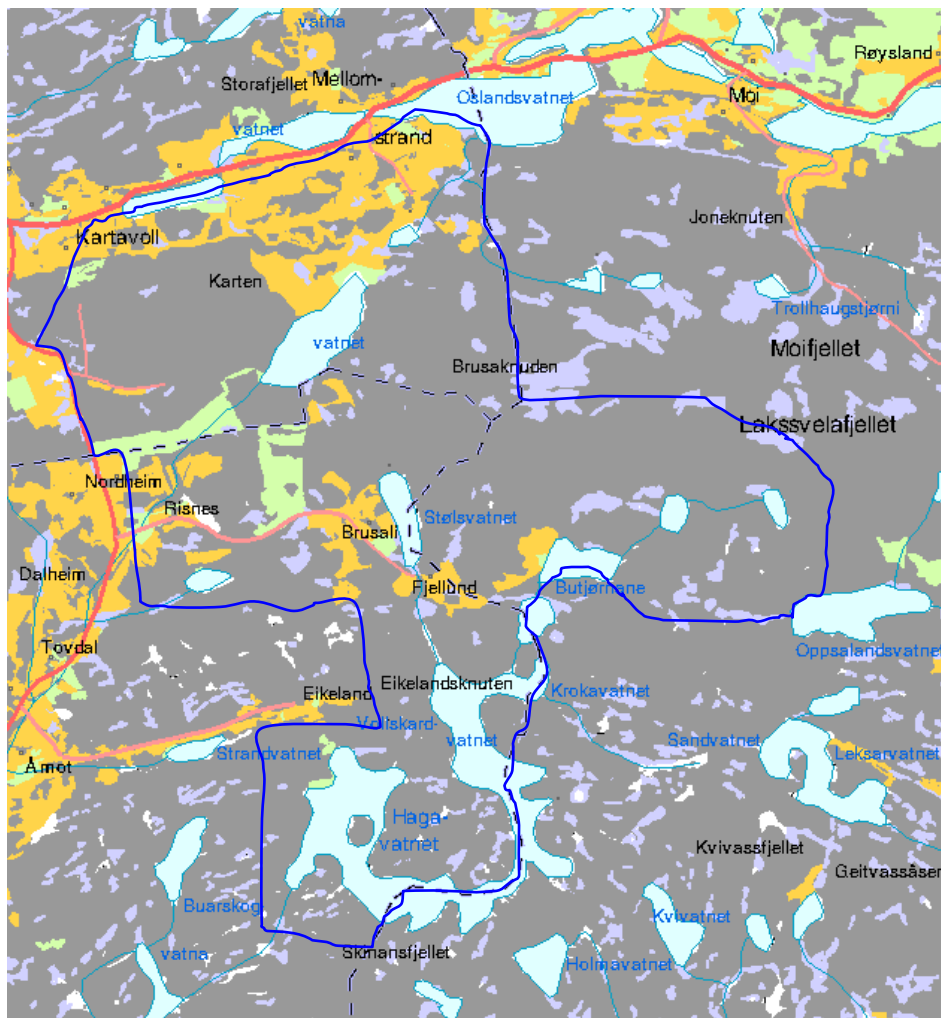 vatna
Røysland
Storafjellet
Mellom-
Oslandsvatnet
Moi
vatnet
strand
Joneknuten
Kartavoll
Karten
Trollhaugstjørni
vatnet
Moifjellet
Brusaknuden
Lakssvelafjellet
Nordheim
Risnes
Stølsvatnet
Brusali
Dalheim
Fjellund
Butjørnane
Tovdal
Oppsalandsvatnet
Eikelandsknuten
Eikeland
Krokavatnet
Vollskard-
vatnet
Strandvatnet
Sandvatnet
Leksarvatnet
Åmot
Haga-
vatnet
Kvivassfjellet
Geitvassåsen
Buarskog
Kvivatnet
vatna
Skinansfjellet
Holmavatnet